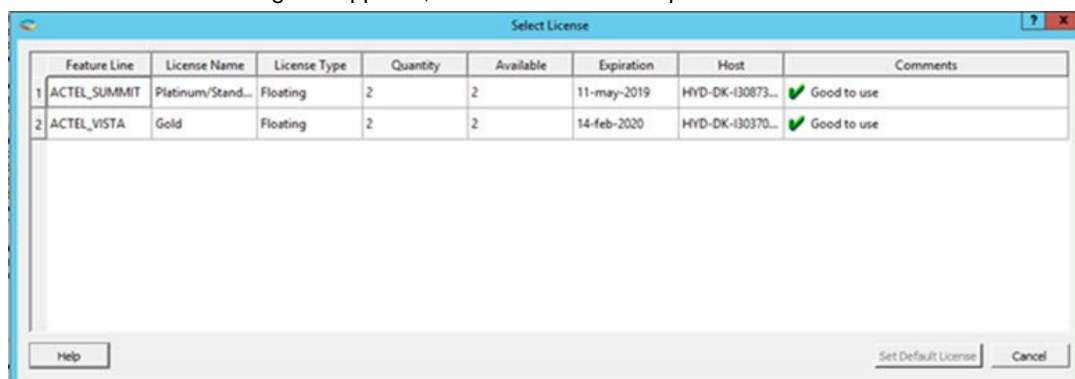 Select License
? X
Feature Line License Name License Type Quantity Available Expiration Host Comments
1 ACTEL_SUMMIT Platinum/Stand... Floating 2 2 11-may-2019 HYD-DK-I30873... Good to use
2 ACTEL_VISTA Gold Floating 2 2 14-feb-2020 HYD-DK-I30370... Good to use
Help Set Default License Cancel